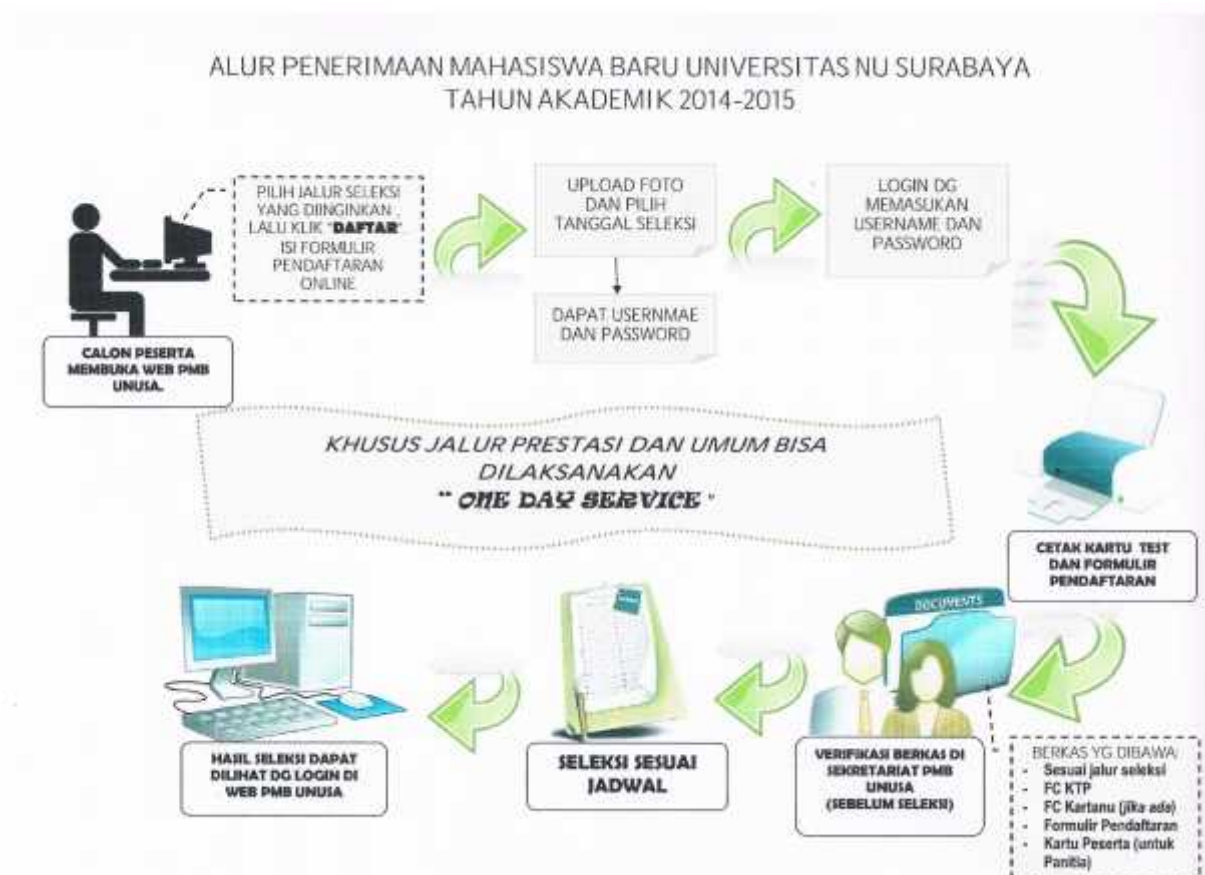 ALUR PENERIMAAN MAHASISWA BARU UNIVERSITAS NU SURABAYA
TAHUN AKADEMIK 2014-2015
PILIH JALUR SELEKSI
YANG DIINGINKAN ,
LALU KLIK "DAFTAR"
ISI FORMULIR
PENDAFTARAN
ONLINE
CALON PESERTA
MEMBUKA WEB PMB
UNUSA.
UPLOAD FOTO
DAN PILIH
TANGGAL SELEKSI
DAPAT USERNMAE
DAN PASSWORD
LOGIN DG
MEMASUKAN
USERNAME DAN
PASSWORD
KHUSUS JALUR PRESTASI DAN UMUM BISA
DILAKSANAKAN
" ONE DAY SERVICE "
CETAK KARTU TEST
DAN FORMULIR
PENDAFTARAN
DOCUMENTS
VERIFIKASI BERKAS DI
SEKRETARIAT PMB
UNUSA
(SEBELUM SELEKSI)
BERKAS YG DIBAWA:
- Sesuai jalur seleksi
- FC KTP
- FC Kartanu (jika ada)
- Formulir Pendaftaran
- Kartu Peserta (untuk
Panitia)
SELEKSI SESUAI
JADWAL
HASIL SELEKSI DAPAT
DILIHAT DG LOGIN DI
WEB PMB UNUSA